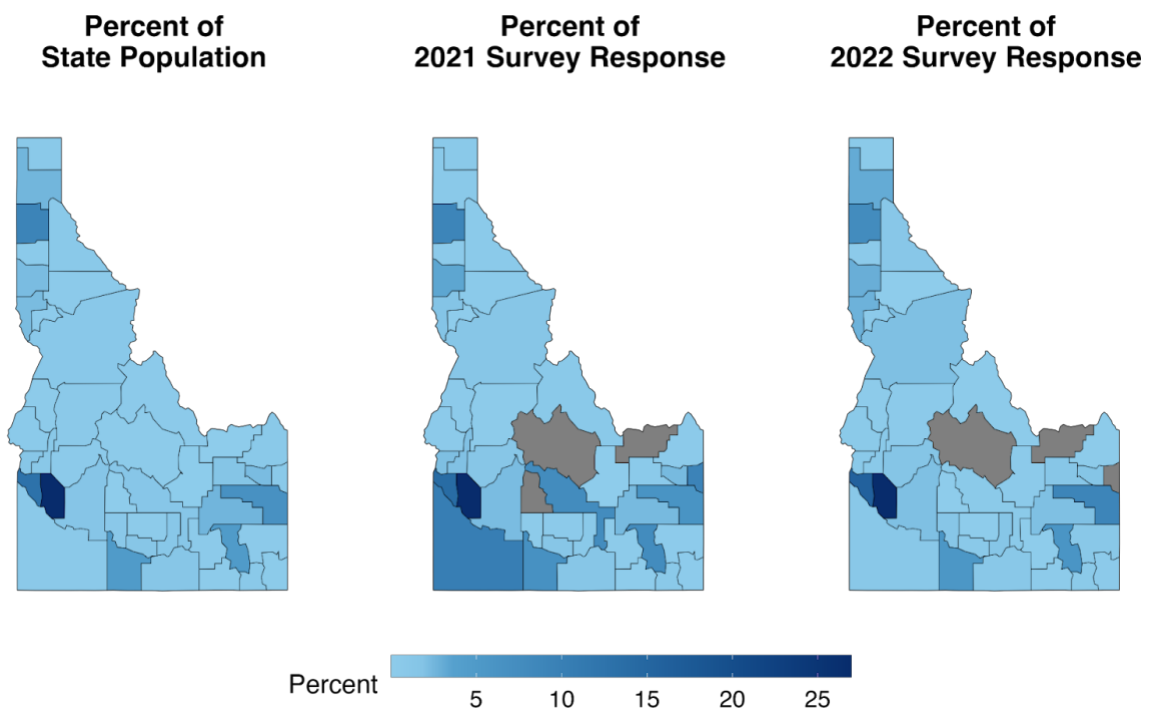 Percent of
State Population
Percent of
2021 Survey Response
Percent of
2022 Survey Response
Percent
5
10
15
20
25